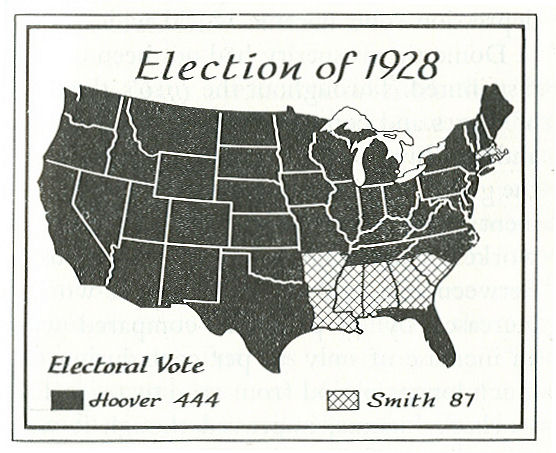 Election of 1928
Electoral Vote
Hoover 444
Smith 87